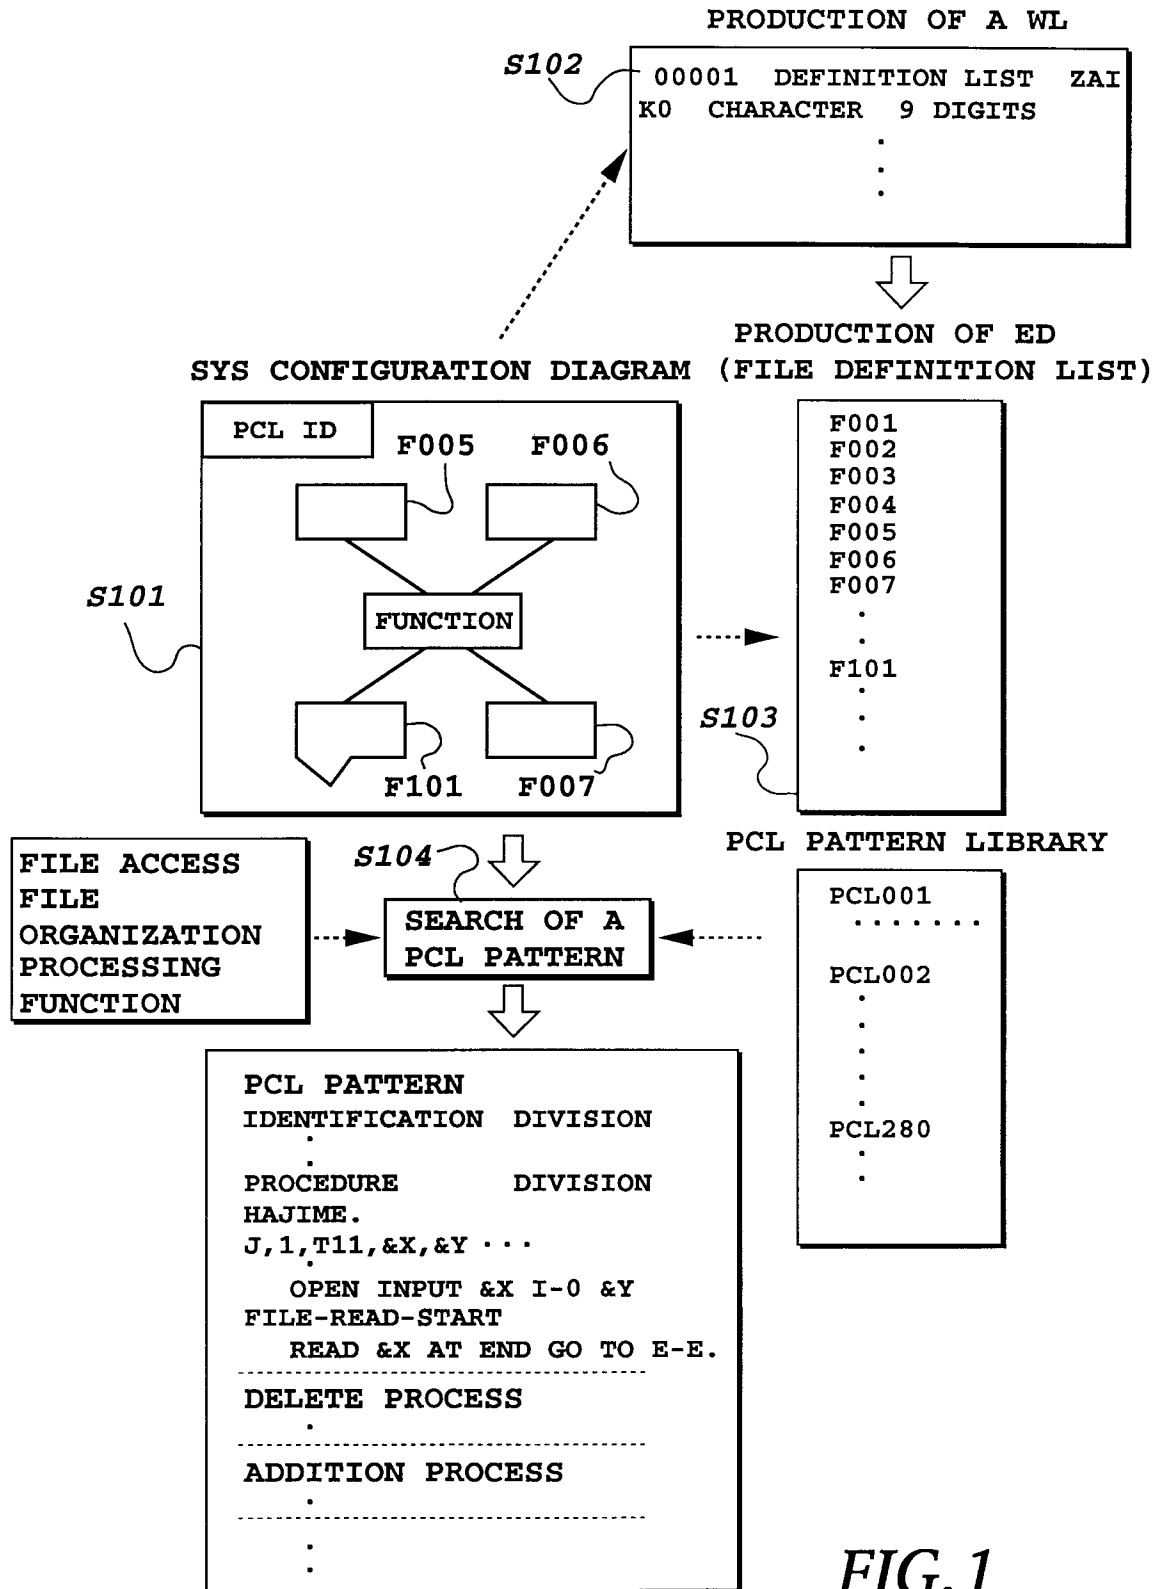 PRODUCTION OF A WL
S102
00001 DEFINITION LIST ZAI
K0 CHARACTER 9 DIGITS
PRODUCTION OF ED
(FILE DEFINITION LIST)
SYS CONFIGURATION DIAGRAM
PCL ID
F005
F006
S101
FUNCTION
F101
F007
F001
F002
F003
F004
F005
F006
F007
F101
S103
FILE ACCESS
FILE
ORGANIZATION
PROCESSING
FUNCTION
S104
SEARCH OF A
PCL PATTERN
PCL PATTERN LIBRARY
PCL001
.......
PCL002
PCL280
PCL PATTERN
IDENTIFICATION DIVISION
PROCEDURE DIVISION
HAJIME.
J,1,T11,&X,&Y ···
OPEN INPUT &X I-0 &Y
FILE-READ-START
READ &X AT END GO TO E-E.
DELETE PROCESS
ADDITION PROCESS
FIG. 1